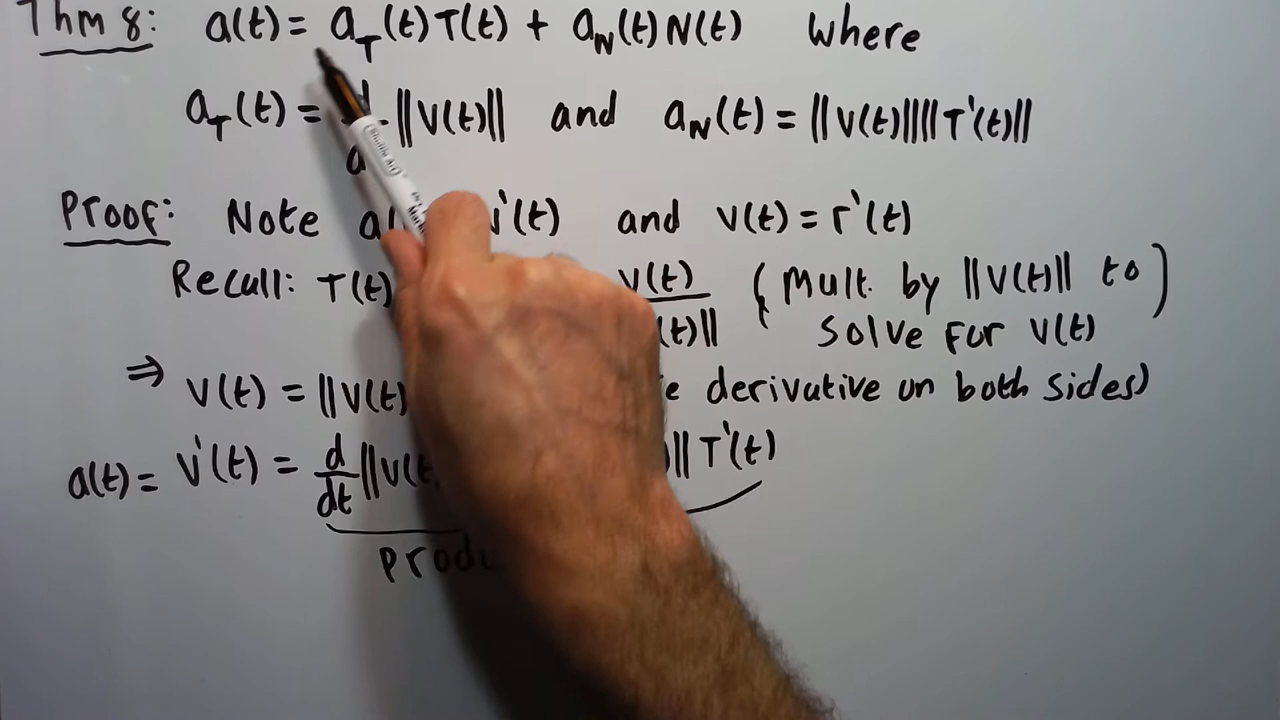 Thm 8: a(t) = a_T(t)T(t) + a_N(t)N(t) where
a_T(t) = ||v(t)|| and a_N(t) = ||v(t)||||T'(t)||
Proof: Note v'(t) and v(t) = r'(t)
Recall: T(t) v(t) (Mult. by ||v(t)|| to)
(t)|| solve for v(t)
⇒ v(t) = ||v(t) derivative on both sides)
a(t) = v'(t) = d/dt ||v(t || T'(t)